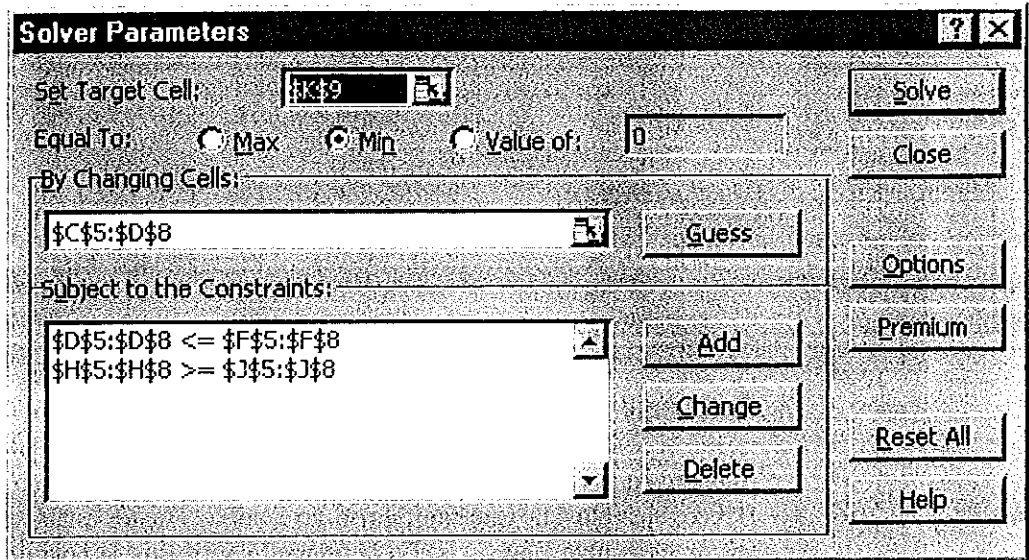 Solver Parameters
Set Target Cell: $K$9 Solve
Equal To: Max Min Value of: 0 Close
By Changing Cells:
$C$5:$D$8 Guess
Options
Subject to the Constraints:
$D$5:$D$8 <= $F$5:$F$8 Add Premium
$H$5:$H$8 >= $J$5:$J$8
Change
Reset All
Delete
Help